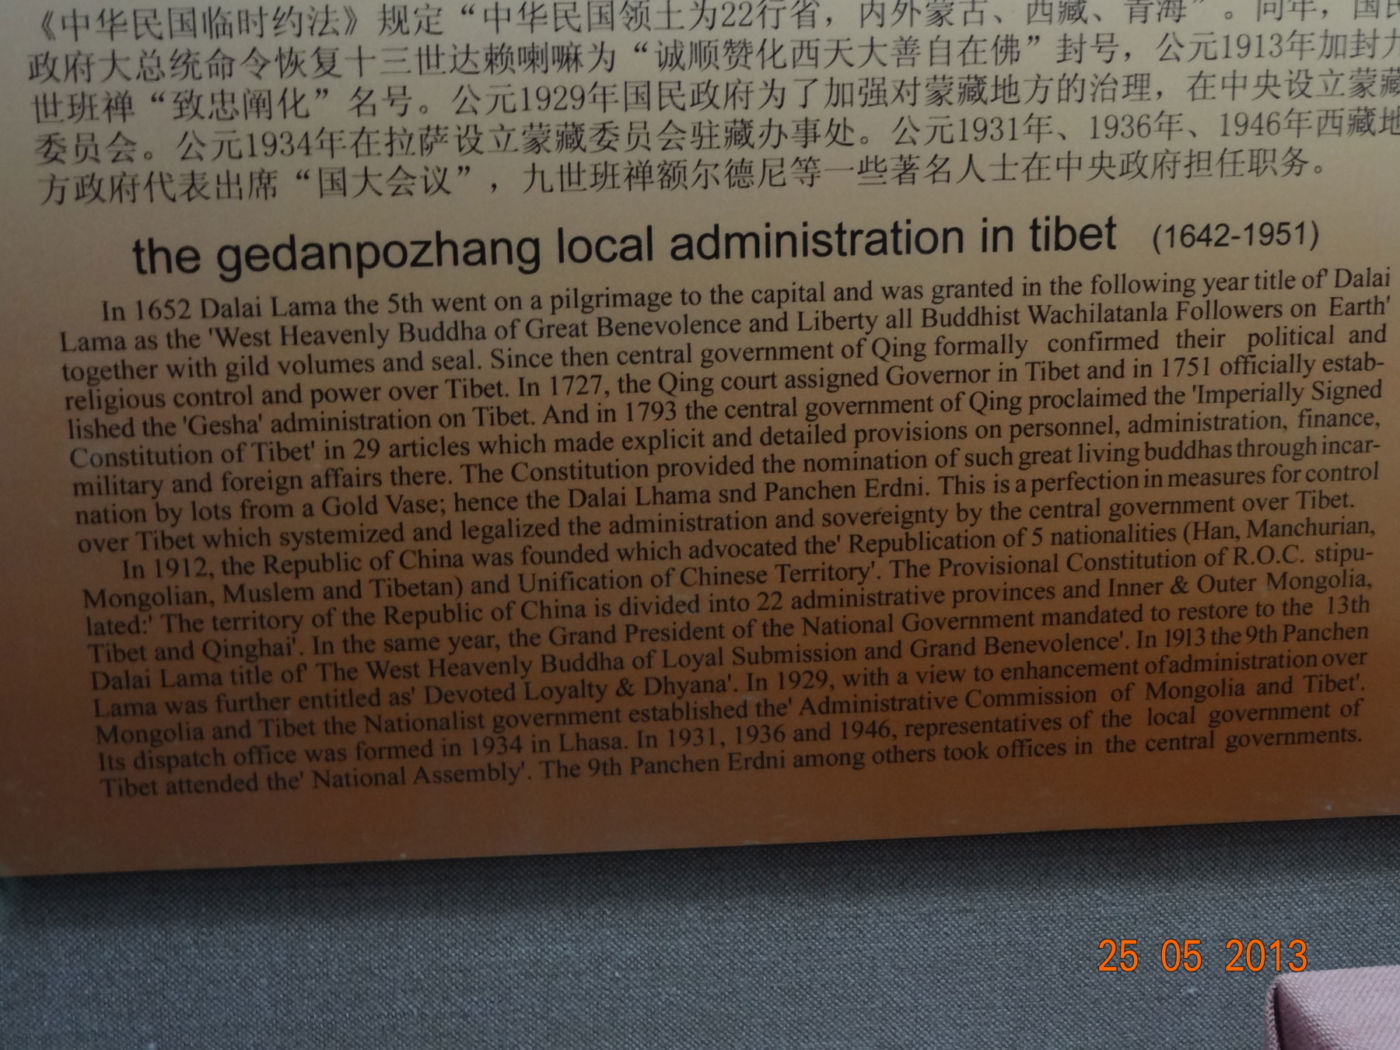 《中华民国临时约法》规定“中华民国领土为22行省，内外蒙古、西藏、青海”。同年，国民
政府大总统命令恢复十三世达赖喇嘛为“诚顺赞化西天大善自在佛”封号，公元1913年加封九
世班禅“致忠阐化”名号。公元1929年国民政府为了加强对蒙藏地方的治理，在中央设立蒙藏
委员会。公元1934年在拉萨设立蒙藏委员会驻藏办事处。公元1931年、1936年、1946年西藏地
方政府代表出席“国大会议”，九世班禅额尔德尼等一些著名人士在中央政府担任职务。
the gedanpozhang local administration in tibet (1642-1951)
In 1652 Dalai Lama the 5th went on a pilgrimage to the capital and was granted in the following year title of' Dalai
Lama as the 'West Heavenly Buddha of Great Benevolence and Liberty all Buddhist Wachilatanla Followers on Earth'
together with gild volumes and seal. Since then central government of Qing formally confirmed their political and
religious control and power over Tibet. In 1727, the Qing court assigned Governor in Tibet and in 1751 officially estab-
lished the 'Gesha' administration on Tibet. And in 1793 the central government of Qing proclaimed the 'Imperially Signed
Constitution of Tibet' in 29 articles which made explicit and detailed provisions on personnel, administration, finance,
military and foreign affairs there. The Constitution provided the nomination of such great living buddhas through incar-
nation by lots from a Gold Vase; hence the Dalai Lhama snd Panchen Erdni. This is a perfection in measures for control
over Tibet which systemized and legalized the administration and sovereignty by the central government over Tibet.
In 1912, the Republic of China was founded which advocated the' Republication of 5 nationalities (Han, Manchurian,
Mongolian, Muslem and Tibetan) and Unification of Chinese Territory'. The Provisional Constitution of R.O.C. stipu-
lated:' The territory of the Republic of China is divided into 22 administrative provinces and Inner & Outer Mongolia,
Tibet and Qinghai'. In the same year, the Grand President of the National Government mandated to restore to the 13th
Dalai Lama title of' The West Heavenly Buddha of Loyal Submission and Grand Benevolence'. In 1913 the 9th Panchen
Lama was further entitled as' Devoted Loyalty & Dhyana'. In 1929, with a view to enhancement of administration over
Mongolia and Tibet the Nationalist government established the' Administrative Commission of Mongolia and Tibet'.
Its dispatch office was formed in 1934 in Lhasa. In 1931, 1936 and 1946, representatives of the local government of
Tibet attended the' National Assembly'. The 9th Panchen Erdni among others took offices in the central governments.
25 05 2013